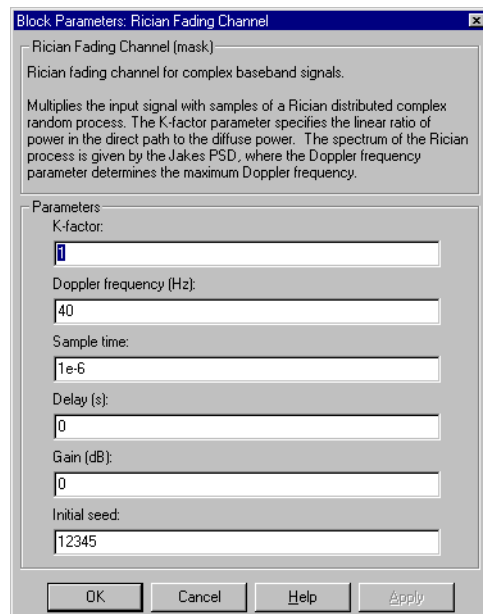 Block Parameters: Rician Fading Channel
Rician Fading Channel (mask)
Rician fading channel for complex baseband signals.
Multiplies the input signal with samples of a Rician distributed complex
random process. The K-factor parameter specifies the linear ratio of
power in the direct path to the diffuse power. The spectrum of the Rician
process is given by the Jakes PSD, where the Doppler frequency
parameter determines the maximum Doppler frequency.
Parameters
K-factor:
1
Doppler frequency (Hz):
40
Sample time:
1e-6
Delay (s):
0
Gain (dB):
0
Initial seed:
12345
OK Cancel Help Apply